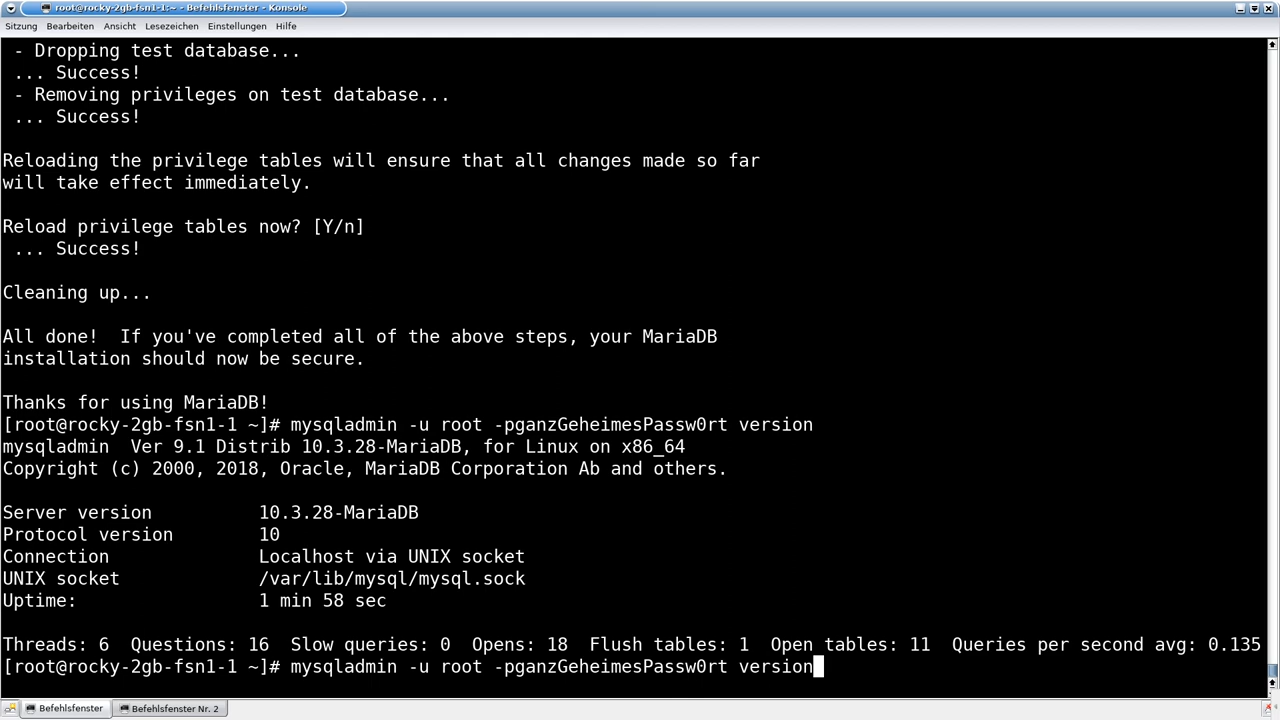 root@rocky-2gb-fsn1-1:~ - Befehlsfenster - Konsole
Sitzung Bearbeiten Ansicht Lesezeichen Einstellungen Hilfe
- Dropping test database...
... Success!
- Removing privileges on test database...
... Success!
Reloading the privilege tables will ensure that all changes made so far
will take effect immediately.
Reload privilege tables now? [Y/n]
... Success!
Cleaning up...
All done!  If you've completed all of the above steps, your MariaDB
installation should now be secure.
Thanks for using MariaDB!
[root@rocky-2gb-fsn1-1 ~]# mysqladmin -u root -pganzGeheimesPassw0rt version
mysqladmin  Ver 9.1 Distrib 10.3.28-MariaDB, for Linux on x86_64
Copyright (c) 2000, 2018, Oracle, MariaDB Corporation Ab and others.
Server version          10.3.28-MariaDB
Protocol version        10
Connection              Localhost via UNIX socket
UNIX socket             /var/lib/mysql/mysql.sock
Uptime:                 1 min 58 sec
Threads: 6  Questions: 16  Slow queries: 0  Opens: 18  Flush tables: 1  Open tables: 11  Queries per second avg: 0.135
[root@rocky-2gb-fsn1-1 ~]# mysqladmin -u root -pganzGeheimesPassw0rt version
Befehlsfenster Befehlsfenster Nr. 2